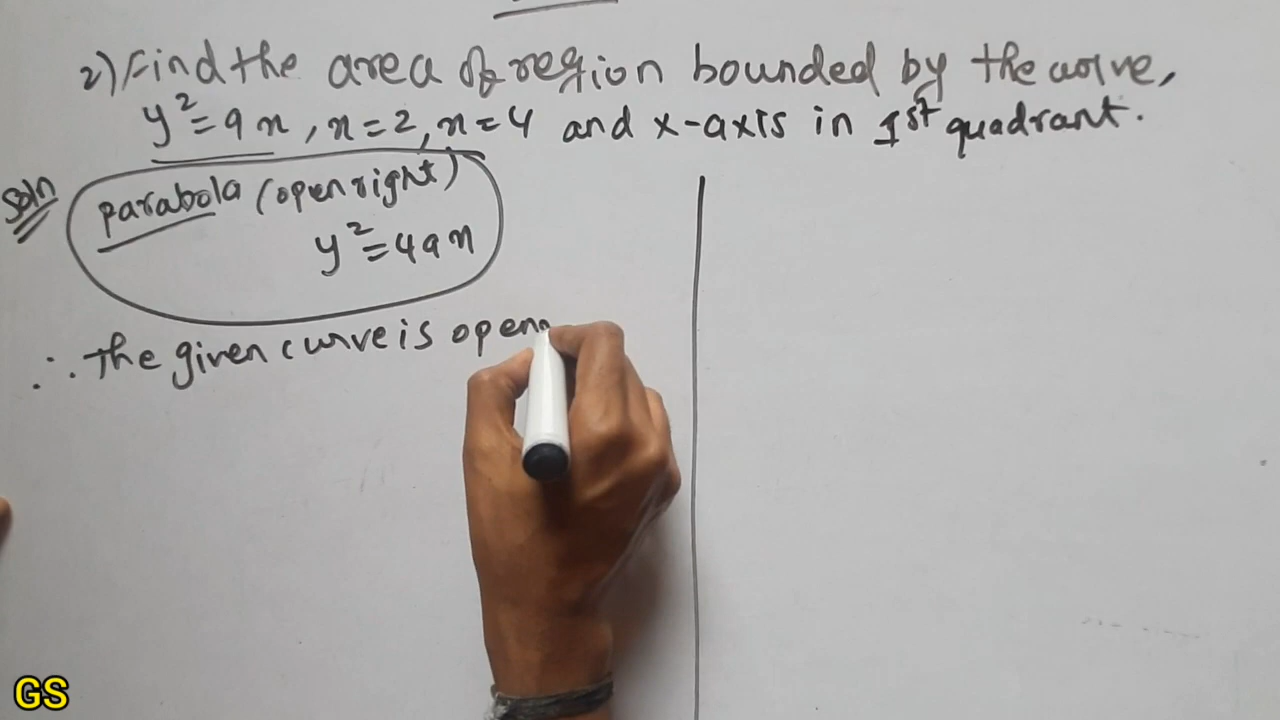 2) Find the area of region bounded by the curve,
y² = 9x, x = 2, x = 4 and x-axis in 1st quadrant.
Soln
parabola (open right)
y² = 4ax
∴ The given curve is open
GS